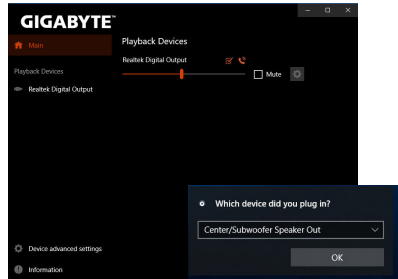 GIGABYTE™
Main
Playback Devices
Realtek Digital Output
Device advanced settings
Information
Playback Devices
Realtek Digital Output
Mute
Which device did you plug in?
Center/Subwoofer Speaker Out
OK